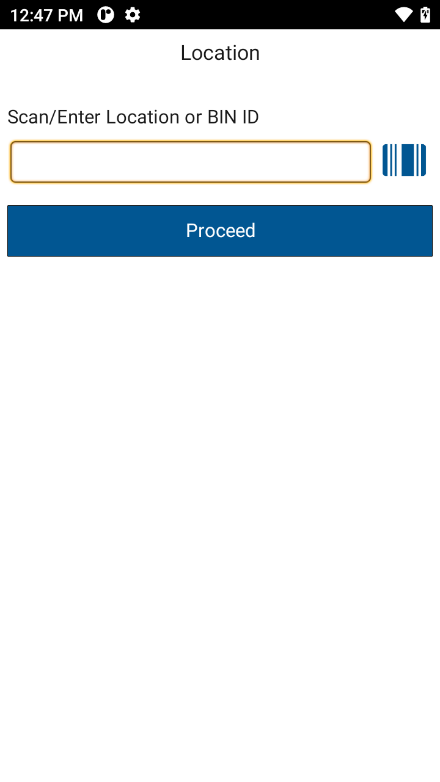 12:47 PM
Location
Scan/Enter Location or BIN ID
Proceed